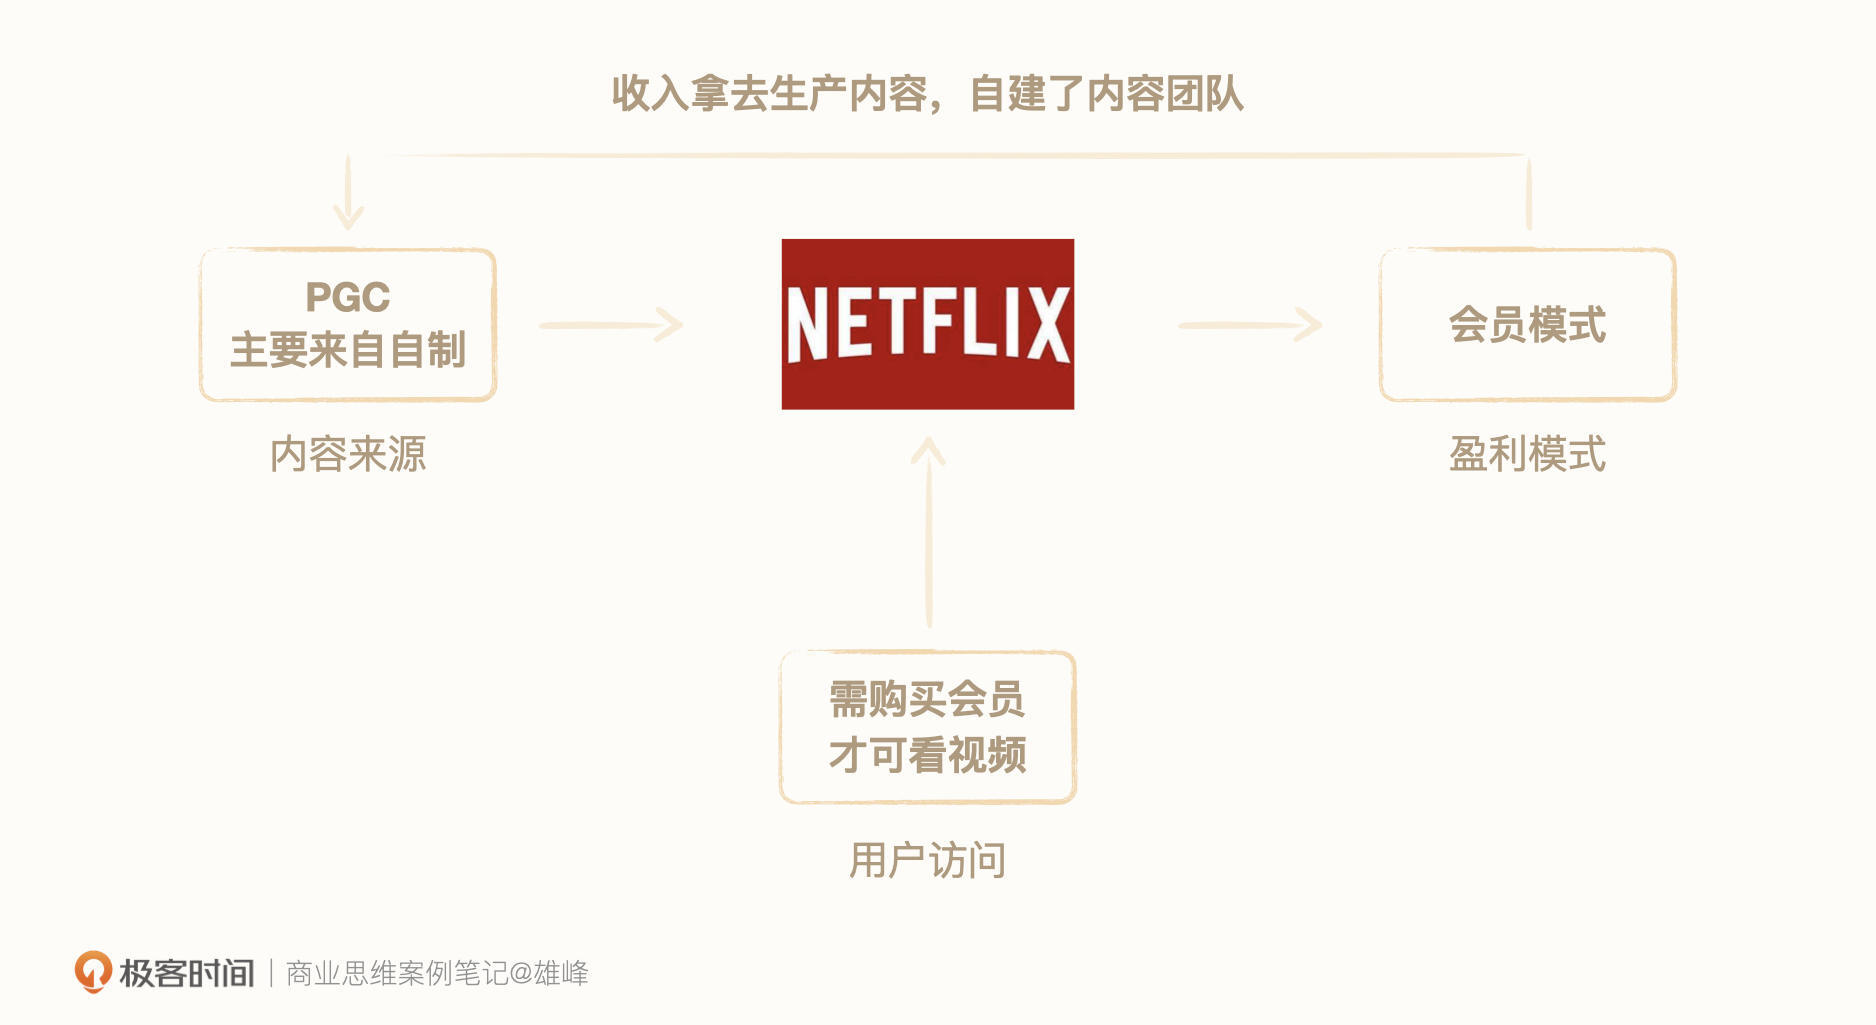 收入拿去生产内容，自建了内容团队
PGC
主要来自自制
内容来源
NETFLIX
会员模式
盈利模式
需购买会员
才可看视频
用户访问
极客时间 | 商业思维案例笔记@雄峰